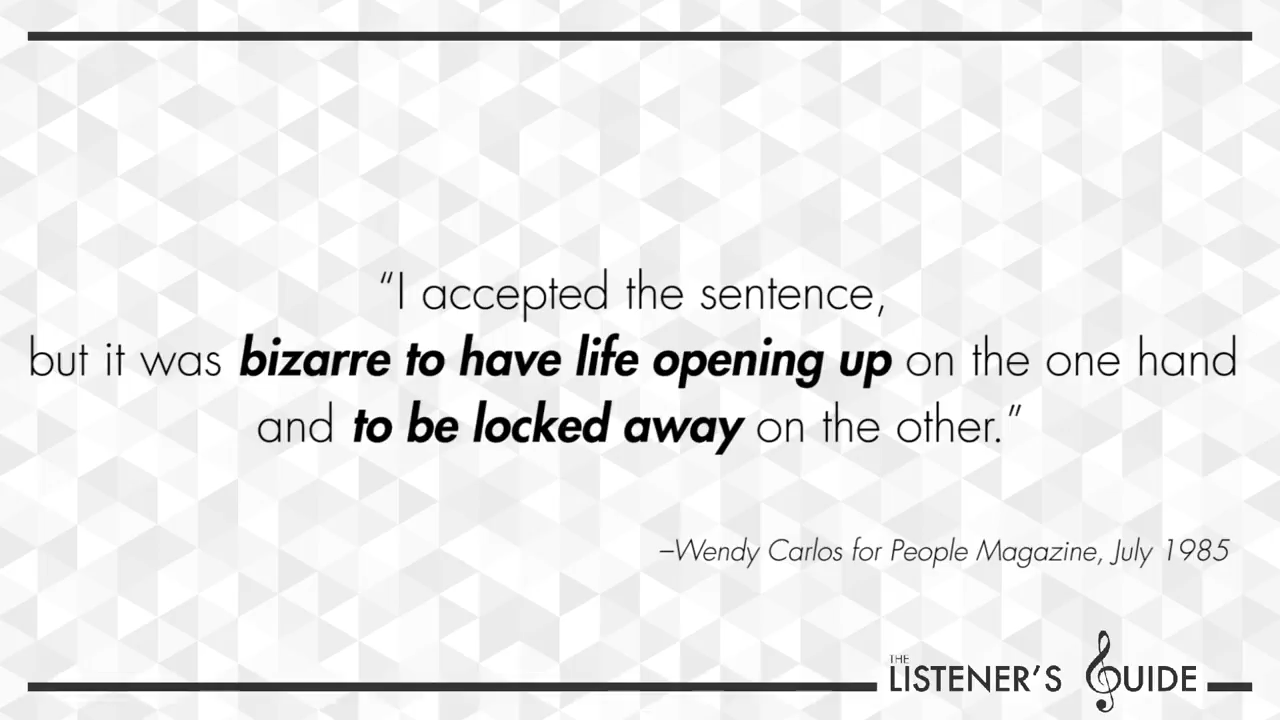 “I accepted the sentence,
but it was bizarre to have life opening up on the one hand
and to be locked away on the other.”
–Wendy Carlos for People Magazine, July 1985
THE
LISTENER’S GUIDE